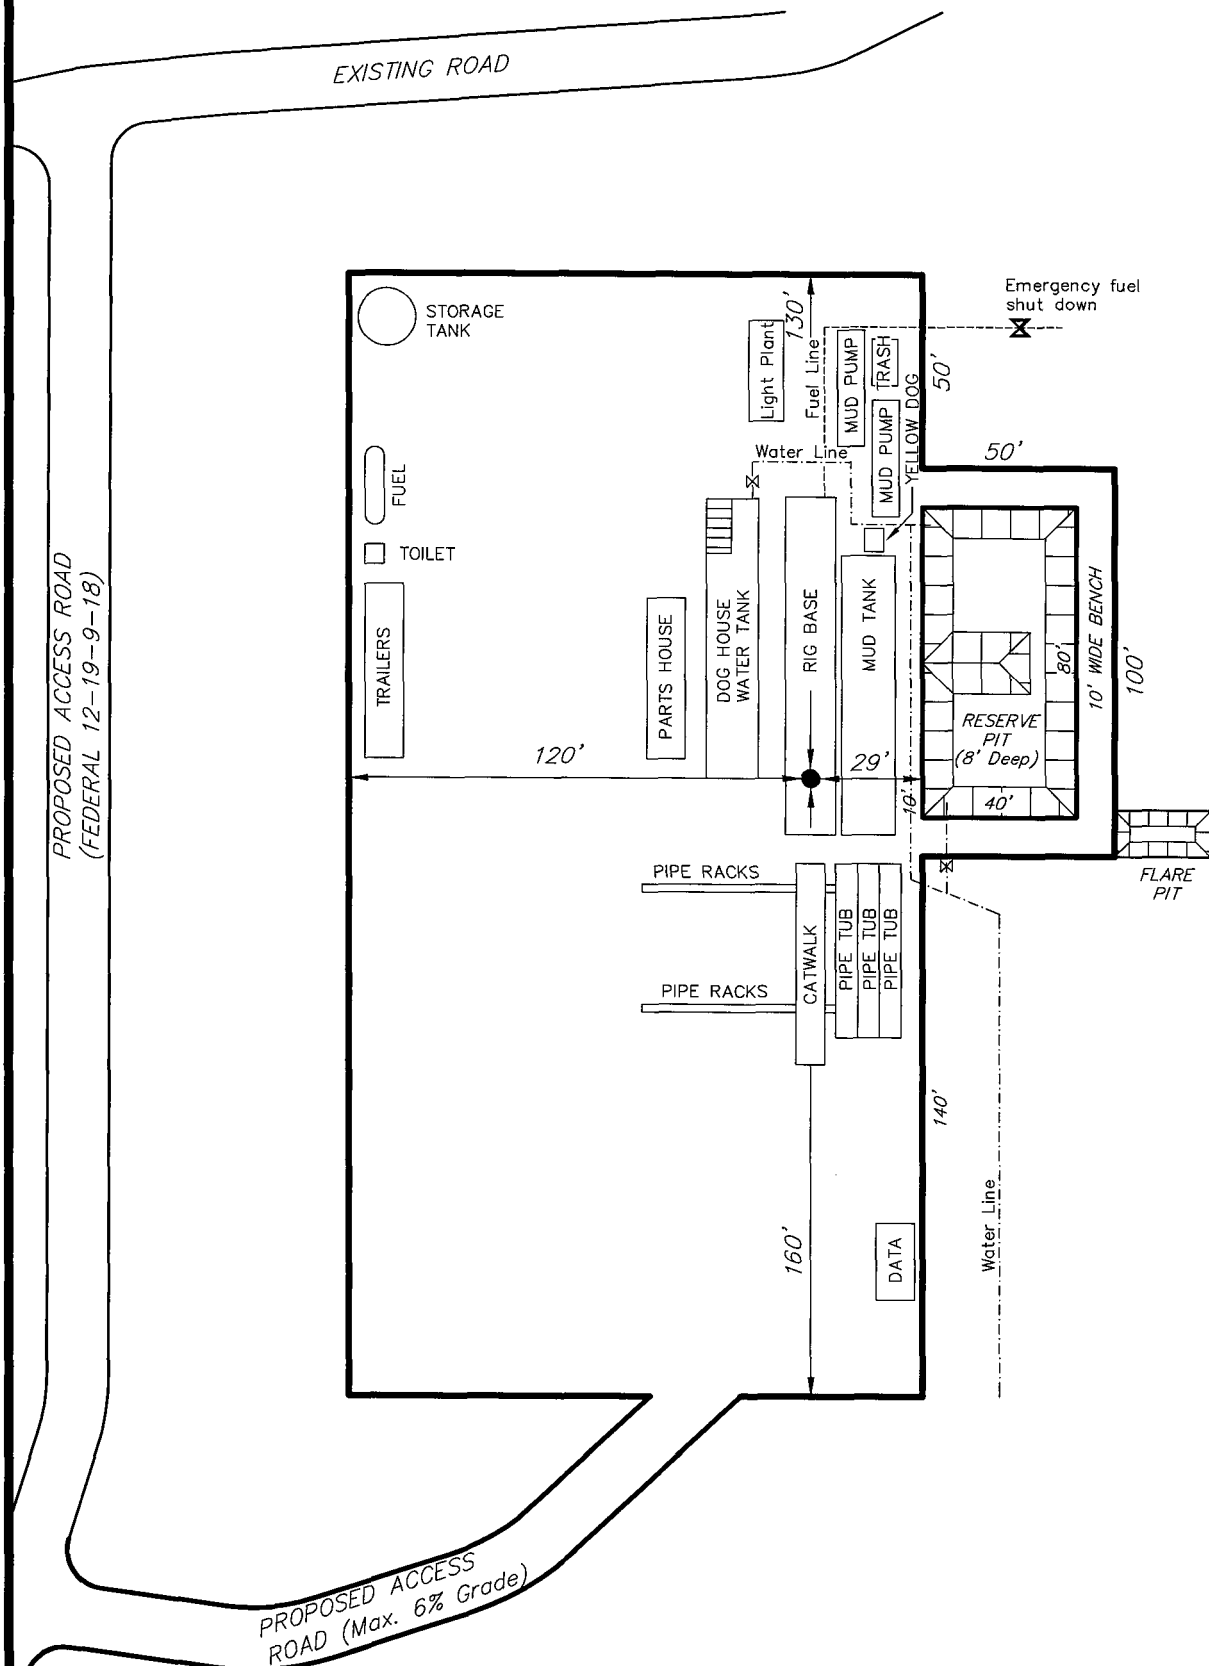 EXISTING ROAD
Emergency fuel
shut down
STORAGE
TANK
130'
Light Plant
Fuel Line
MUD PUMP
TRASH
50'
MUD PUMP
YELLOW DOG
Water Line
50'
FUEL
TOILET
PROPOSED ACCESS ROAD
(FEDERAL 12-19-9-18)
TRAILERS
PARTS HOUSE
DOG HOUSE
WATER TANK
RIG BASE
MUD TANK
80'
10' WIDE BENCH
100'
RESERVE
PIT
(8' Deep)
120'
29'
10'
40'
FLARE
PIT
PIPE RACKS
CATWALK
PIPE TUB
PIPE TUB
PIPE TUB
PIPE RACKS
140'
160'
DATA
Water Line
PROPOSED ACCESS
ROAD (Max. 6% Grade)